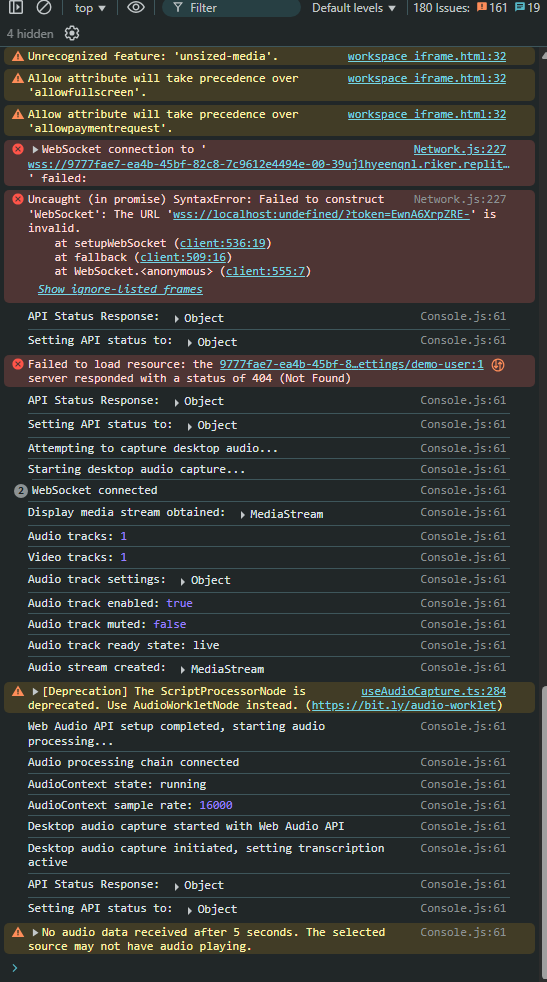 top
Filter
Default levels
180 Issues:
161
19
4 hidden
Unrecognized feature: 'unsized-media'.
workspace iframe.html:32
Allow attribute will take precedence over
workspace iframe.html:32
'allowfullscreen'.
Allow attribute will take precedence over
workspace iframe.html:32
'allowpaymentrequest'.
WebSocket connection to '
Network.js:227
wss://9777fae7-ea4b-45bf-82c8-7c9612e4494e-00-39uj1hyeenqnl.riker.replit…
' failed:
Uncaught (in promise) SyntaxError: Failed to construct
Network.js:227
'WebSocket': The URL 'wss://localhost:undefined/?token=EwnA6XrpZRE-' is
invalid.
at setupWebSocket (client:536:19)
at fallback (client:509:16)
at WebSocket.<anonymous> (client:555:7)
Show ignore-listed frames
API Status Response: Object
Console.js:61
Setting API status to: Object
Console.js:61
Failed to load resource: the
9777fae7-ea4b-45bf-8…ettings/demo-user:1
server responded with a status of 404 (Not Found)
API Status Response: Object
Console.js:61
Setting API status to: Object
Console.js:61
Attempting to capture desktop audio...
Console.js:61
Starting desktop audio capture...
Console.js:61
2 WebSocket connected
Console.js:61
Display media stream obtained: MediaStream
Console.js:61
Audio tracks: 1
Console.js:61
Video tracks: 1
Console.js:61
Audio track settings: Object
Console.js:61
Audio track enabled: true
Console.js:61
Audio track muted: false
Console.js:61
Audio track ready state: live
Console.js:61
Audio stream created: MediaStream
Console.js:61
[Deprecation] The ScriptProcessorNode is
useAudioCapture.ts:284
deprecated. Use AudioWorkletNode instead. (https://bit.ly/audio-worklet)
Web Audio API setup completed, starting audio
Console.js:61
processing...
Audio processing chain connected
Console.js:61
AudioContext state: running
Console.js:61
AudioContext sample rate: 16000
Console.js:61
Desktop audio capture started with Web Audio API
Console.js:61
Desktop audio capture initiated, setting transcription
Console.js:61
active
API Status Response: Object
Console.js:61
Setting API status to: Object
Console.js:61
No audio data received after 5 seconds. The selected
Console.js:61
source may not have audio playing.